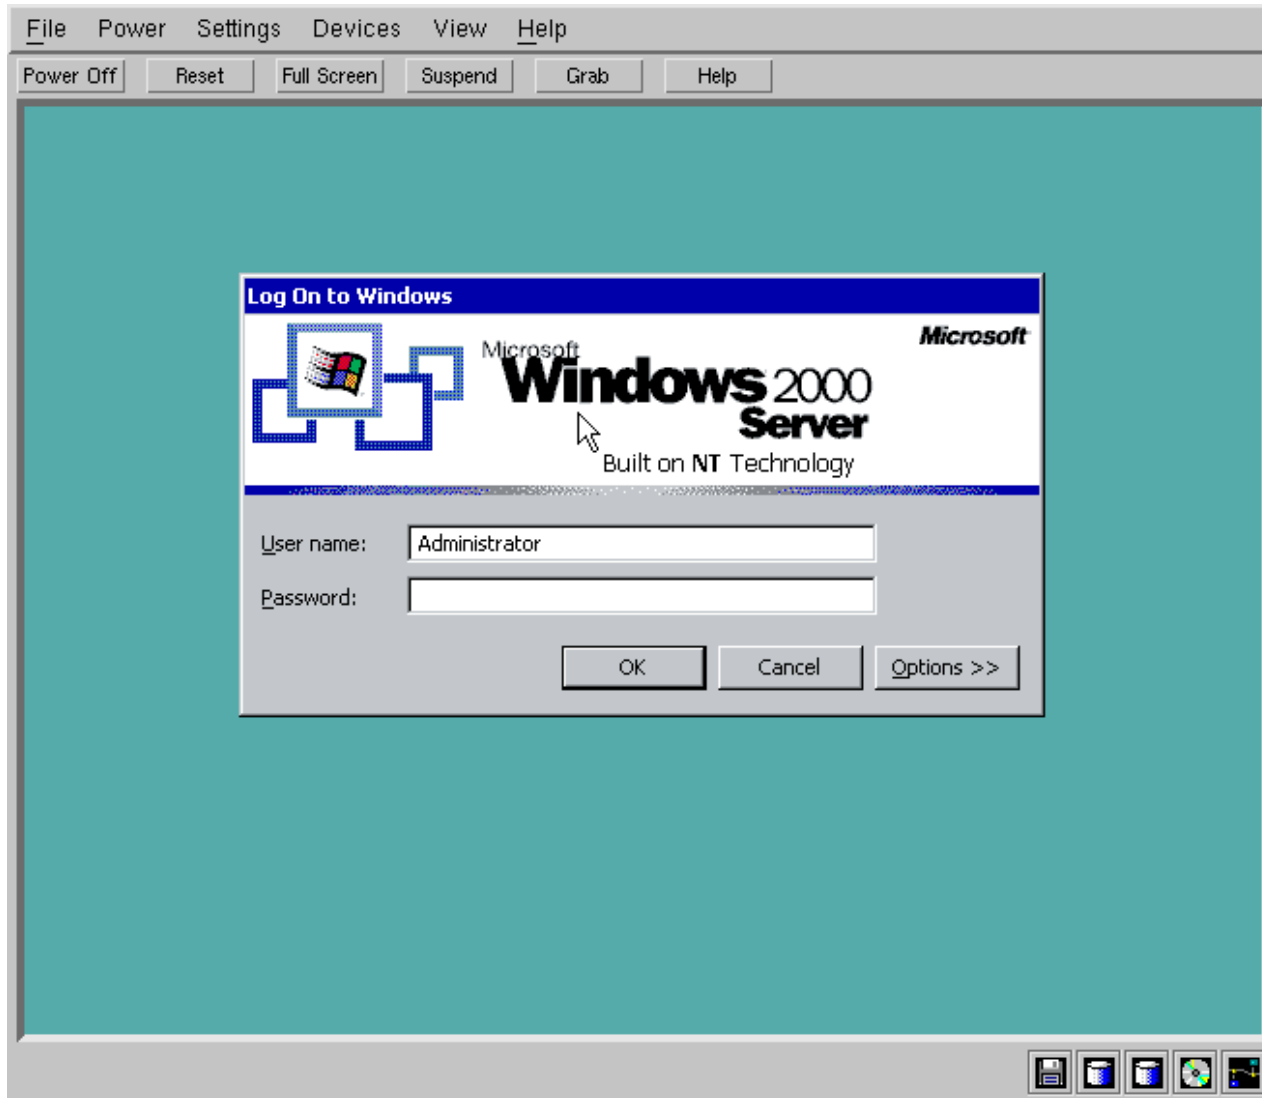 File Power Settings Devices View Help
Power Off Reset Full Screen Suspend Grab Help
Log On to Windows
Microsoft
Microsoft
Windows 2000
Server
Built on NT Technology
User name: Administrator
Password:
OK Cancel Options >>